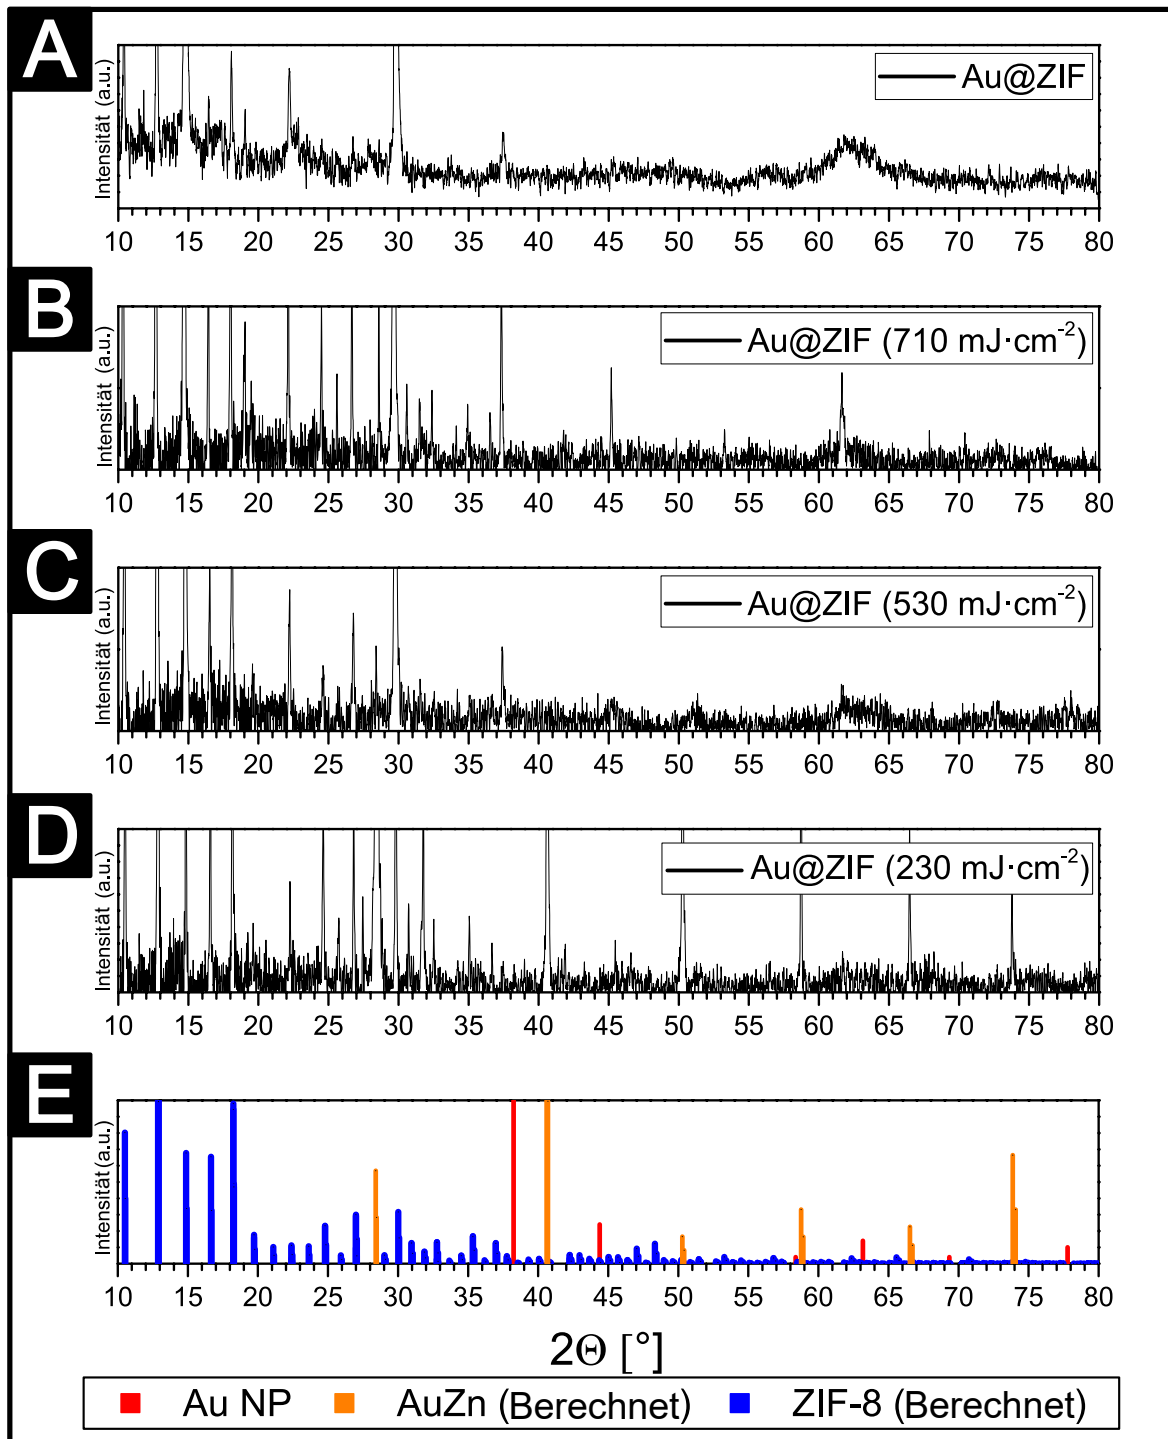 A
Intensität (a.u.)
Au@ZIF
10 15 20 25 30 35 40 45 50 55 60 65 70 75 80
B
Intensität (a.u.)
Au@ZIF (710 mJ·cm⁻²)
10 15 20 25 30 35 40 45 50 55 60 65 70 75 80
C
Intensität (a.u.)
Au@ZIF (530 mJ·cm⁻²)
10 15 20 25 30 35 40 45 50 55 60 65 70 75 80
D
Intensität (a.u.)
Au@ZIF (230 mJ·cm⁻²)
10 15 20 25 30 35 40 45 50 55 60 65 70 75 80
E
Intensität (a.u.)
10 15 20 25 30 35 40 45 50 55 60 65 70 75 80
2Θ [°]
Au NP AuZn (Berechnet) ZIF-8 (Berechnet)